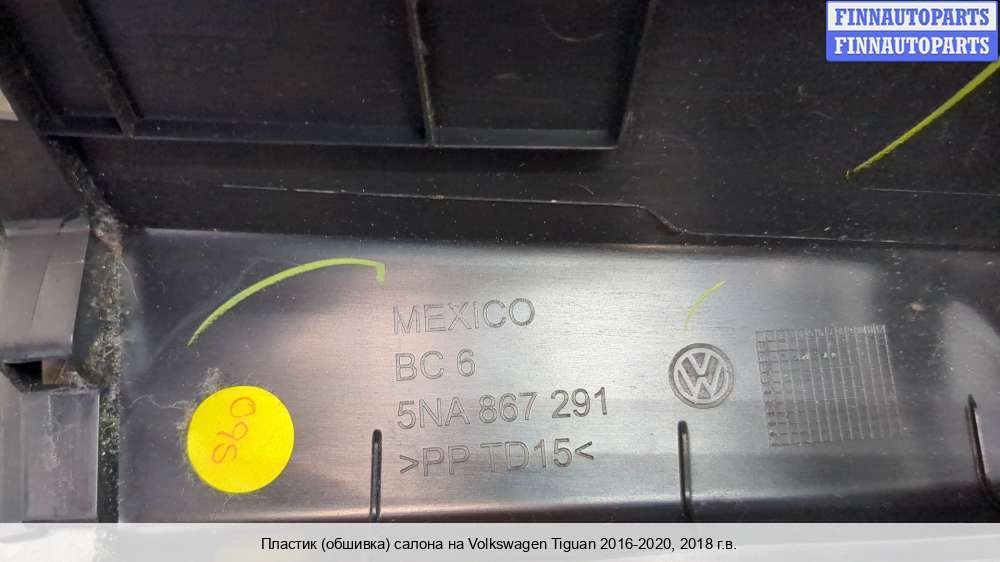 FINNAUTOPARTS
FINNAUTOPARTS
MEXICO
BC 6
5NA 867 291
>PP TD15<
Пластик (обшивка) салона на Volkswagen Tiguan 2016-2020, 2018 г.в.